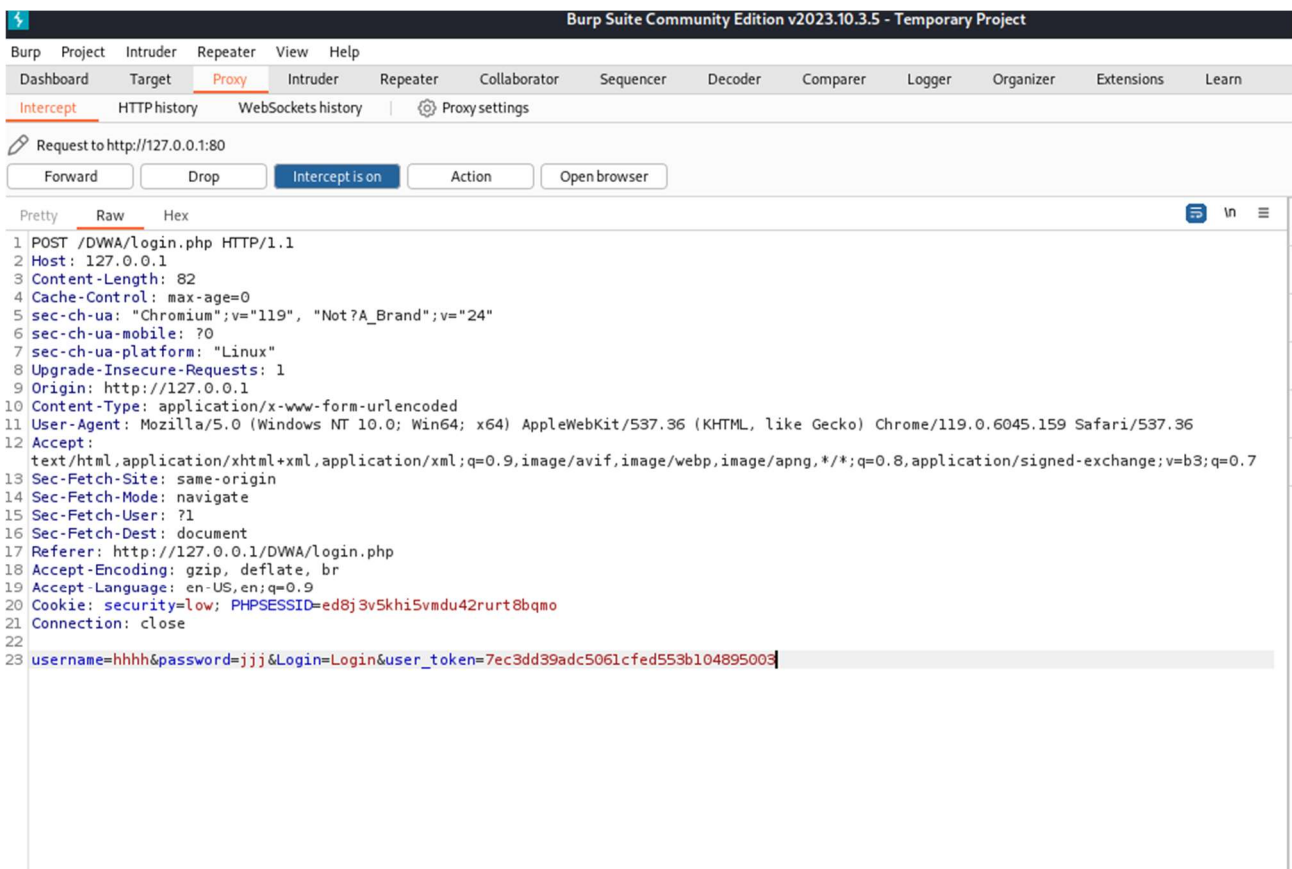 Burp Suite Community Edition v2023.10.3.5 - Temporary Project
Burp Project Intruder Repeater View Help
Dashboard Target Proxy Intruder Repeater Collaborator Sequencer Decoder Comparer Logger Organizer Extensions Learn
Intercept HTTP history WebSockets history Proxy settings
Request to http://127.0.0.1:80
Forward Drop Intercept is on Action Open browser
Pretty Raw Hex \n
1 POST /DVWA/login.php HTTP/1.1
2 Host: 127.0.0.1
3 Content-Length: 82
4 Cache-Control: max-age=0
5 sec-ch-ua: "Chromium";v="119", "Not?A_Brand";v="24"
6 sec-ch-ua-mobile: ?0
7 sec-ch-ua-platform: "Linux"
8 Upgrade-Insecure-Requests: 1
9 Origin: http://127.0.0.1
10 Content-Type: application/x-www-form-urlencoded
11 User-Agent: Mozilla/5.0 (Windows NT 10.0; Win64; x64) AppleWebKit/537.36 (KHTML, like Gecko) Chrome/119.0.6045.159 Safari/537.36
12 Accept:
text/html,application/xhtml+xml,application/xml;q=0.9,image/avif,image/webp,image/apng,*/*;q=0.8,application/signed-exchange;v=b3;q=0.7
13 Sec-Fetch-Site: same-origin
14 Sec-Fetch-Mode: navigate
15 Sec-Fetch-User: ?1
16 Sec-Fetch-Dest: document
17 Referer: http://127.0.0.1/DVWA/login.php
18 Accept-Encoding: gzip, deflate, br
19 Accept-Language: en-US,en;q=0.9
20 Cookie: security=low; PHPSESSID=ed8j3v5khi5vmdu42rurt8bqmo
21 Connection: close
22
23 username=hhhh&password=jjj&Login=Login&user_token=7ec3dd39adc5061cfed553b104895003